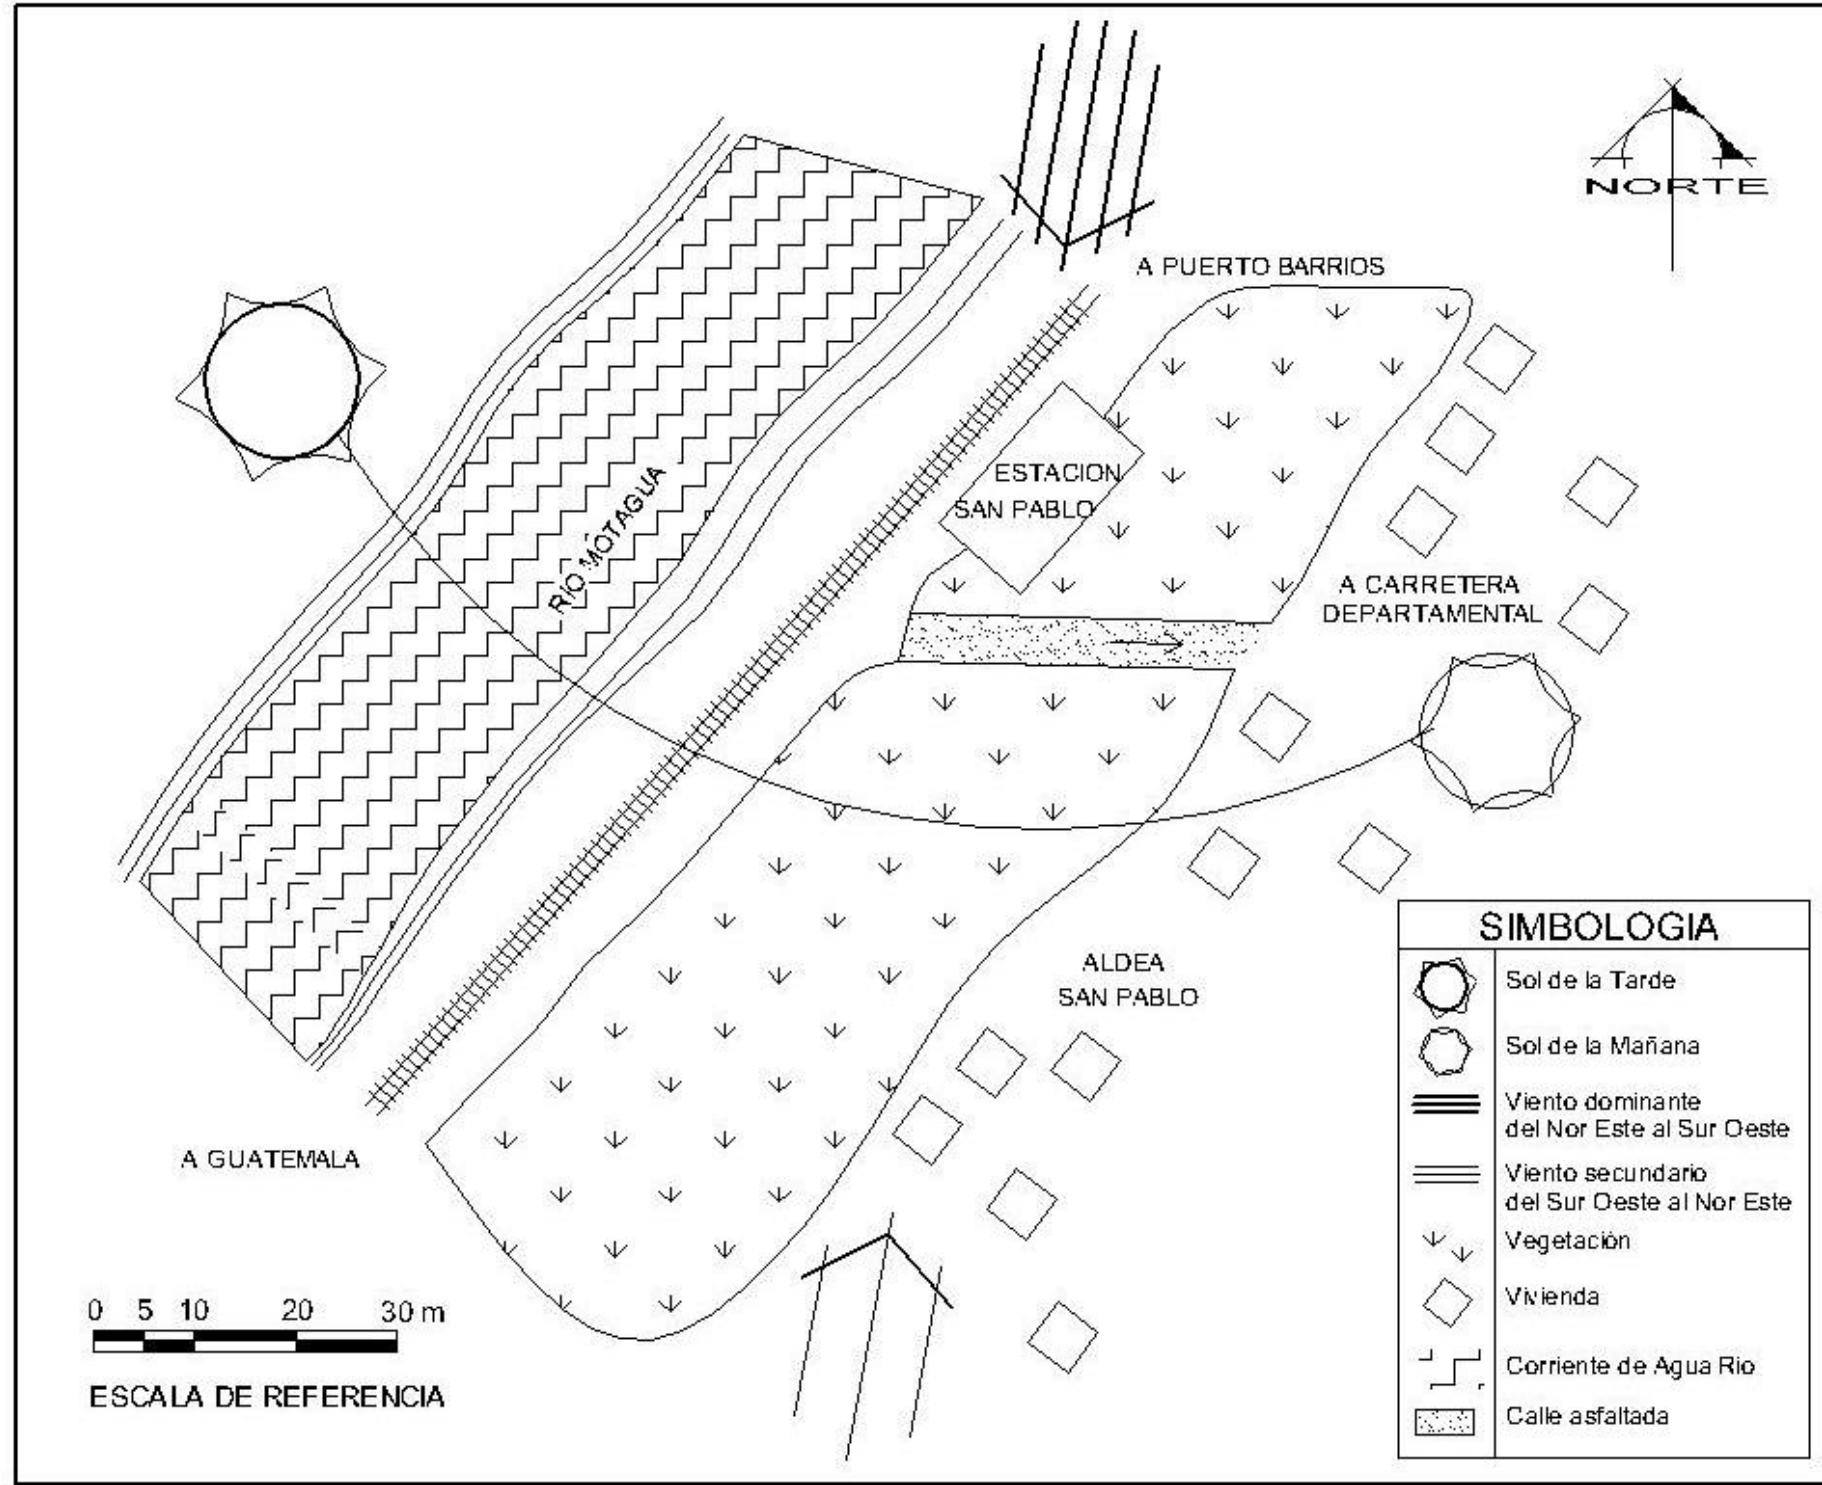 NORTE
A PUERTO BARRIOS
ESTACION
SAN PABLO
RIO MOTAGUA
A CARRETERA
DEPARTAMENTAL
ALDEA
SAN PABLO
A GUATEMALA
0 5 10 20 30 m
ESCALA DE REFERENCIA
SIMBOLOGIA
Sol de la Tarde
Sol de la Mañana
Viento dominante
del Nor Este al Sur Oeste
Viento secundario
del Sur Oeste al Nor Este
Vegetación
Vivienda
Corriente de Agua Rio
Calle asfaltada